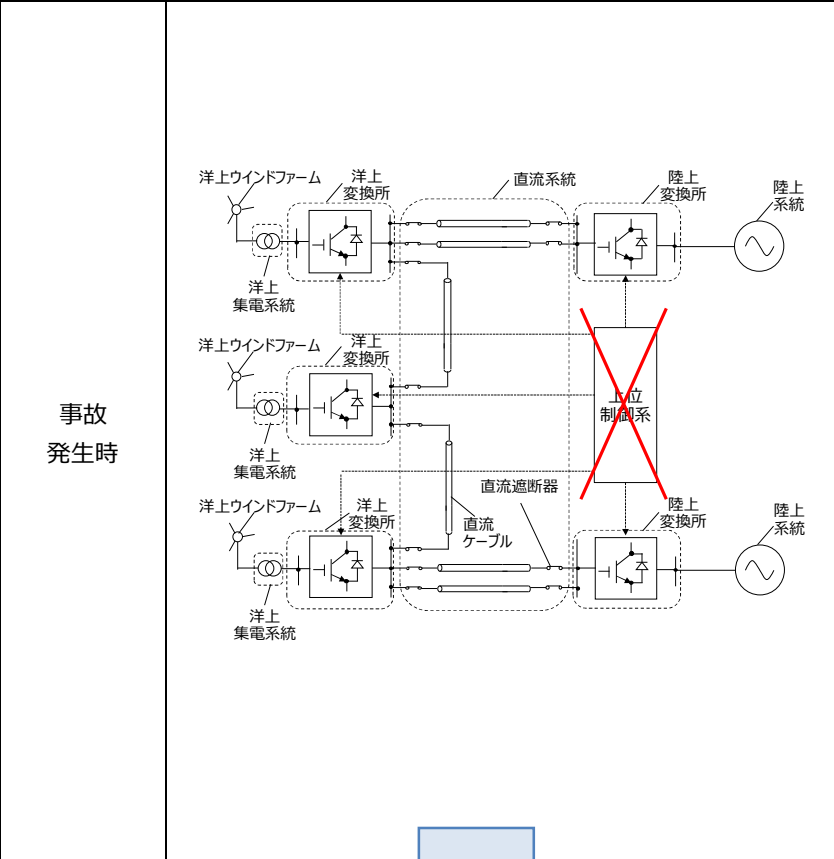 事故
発生時
洋上ウインドファーム
洋上
変換所
直流系統
陸上
変換所
陸上
系統
洋上
集電系統
洋上ウインドファーム
洋上
変換所
上位
制御系
洋上
集電系統
洋上ウインドファーム
洋上
変換所
直流
ケーブル
直流遮断器
陸上
変換所
陸上
系統
洋上
集電系統